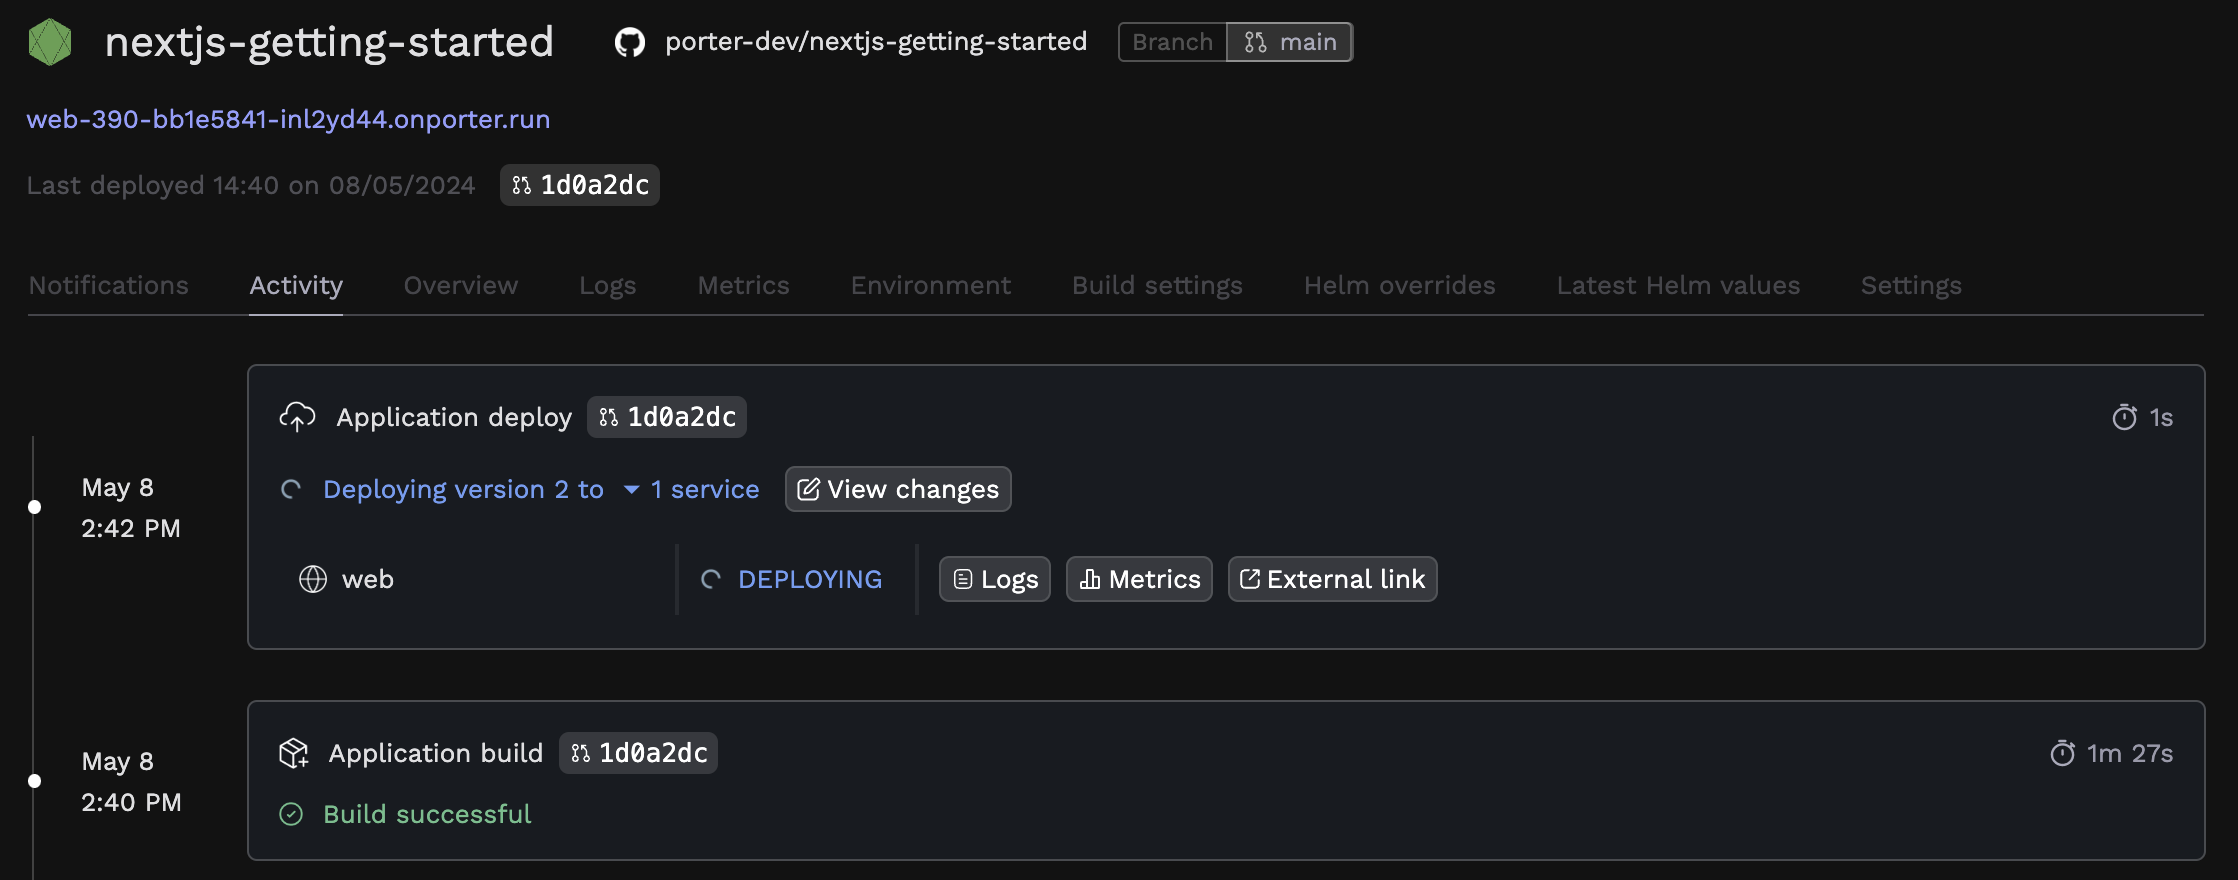 nextjs-getting-started porter-dev/nextjs-getting-started Branch main
web-390-bb1e5841-inl2yd44.onporter.run
Last deployed 14:40 on 08/05/2024 1d0a2dc
Notifications Activity Overview Logs Metrics Environment Build settings Helm overrides Latest Helm values Settings
Application deploy 1d0a2dc 1s
May 8
2:42 PM
Deploying version 2 to 1 service View changes
web DEPLOYING Logs Metrics External link
Application build 1d0a2dc 1m 27s
May 8
2:40 PM
Build successful